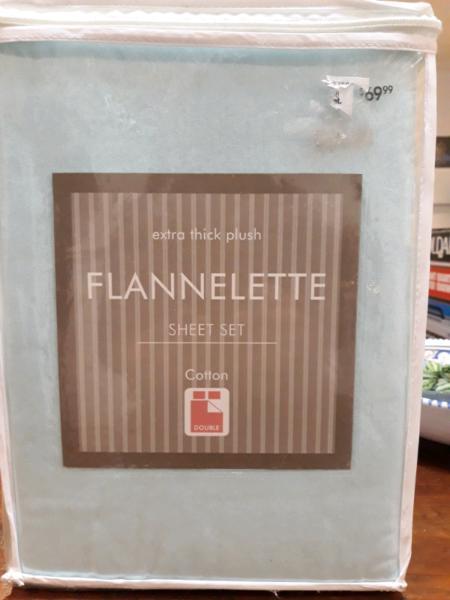 $69.99
extra thick plush
FLANNELETTE
SHEET SET
Cotton
DOUBLE